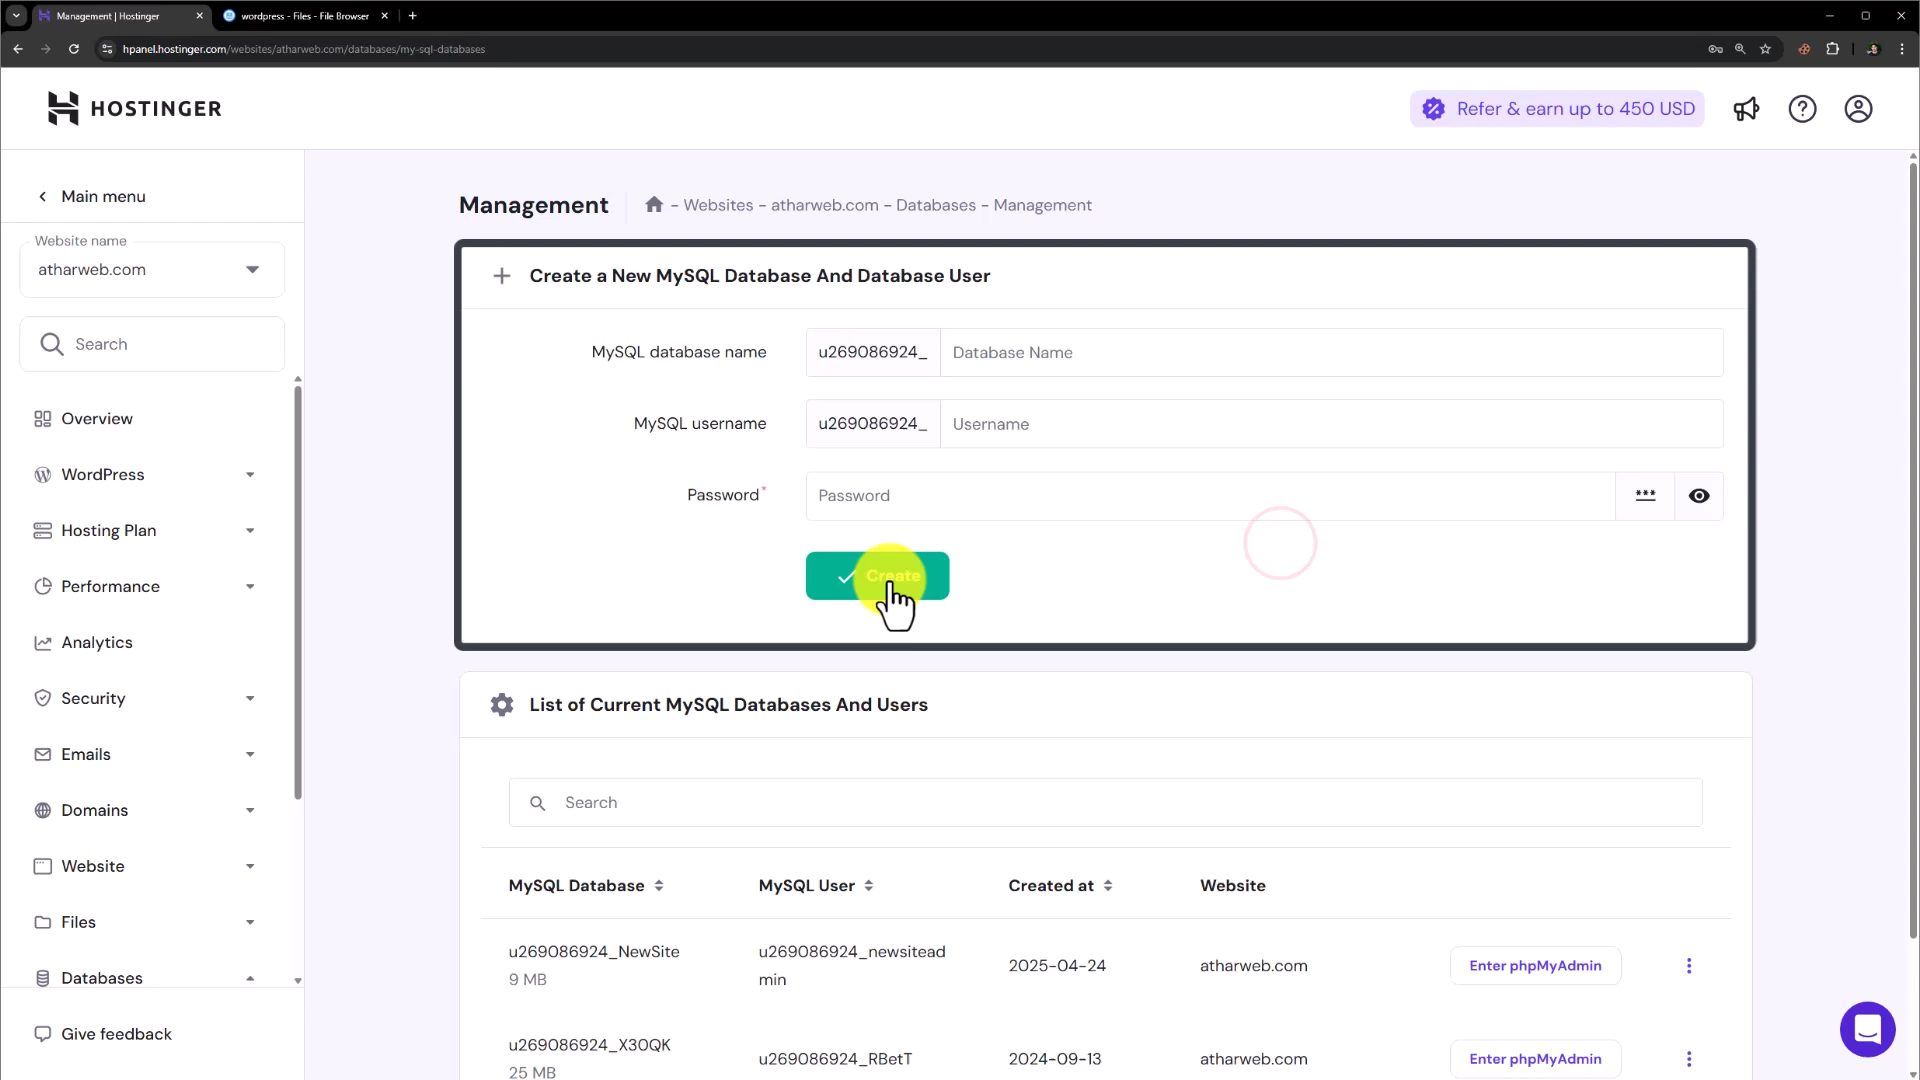 Management | Hostinger
wordpress - Files - File Browser
hpanel.hostinger.com/websites/atharweb.com/databases/my-sql-databases
HOSTINGER
Refer & earn up to 450 USD
Main menu
Website name
atharweb.com
Search
Overview
WordPress
Hosting Plan
Performance
Analytics
Security
Emails
Domains
Website
Files
Databases
Give feedback
Management
- Websites - atharweb.com - Databases - Management
Create a New MySQL Database And Database User
MySQL database name
u269086924_
Database Name
MySQL username
u269086924_
Username
Password*
Password
Create
List of Current MySQL Databases And Users
Search
MySQL Database
MySQL User
Created at
Website
u269086924_NewSite
9 MB
u269086924_newsitead
min
2025-04-24
atharweb.com
Enter phpMyAdmin
u269086924_X30QK
25 MB
u269086924_RBetT
2024-09-13
atharweb.com
Enter phpMyAdmin